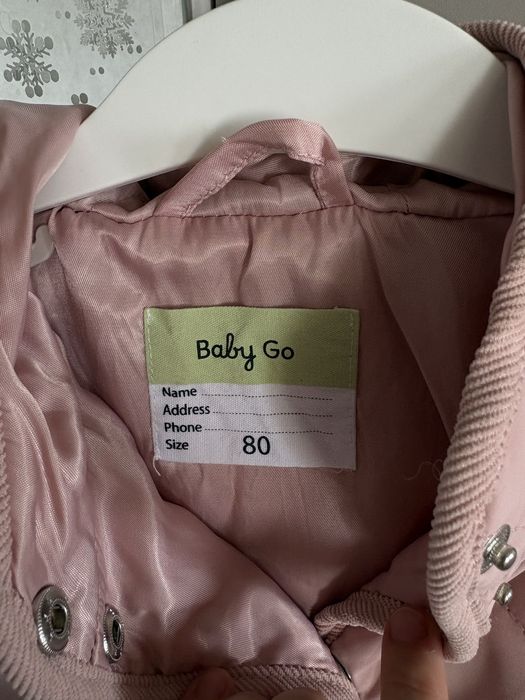 Baby Go
Name
Address
Phone
Size 80